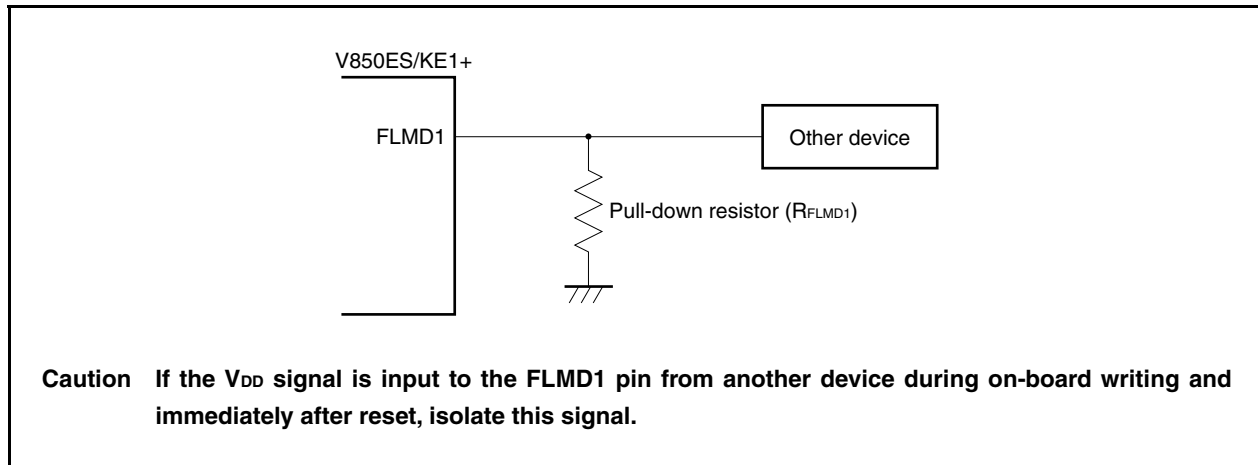 V850ES/KE1+
FLMD1
Other device
Pull-down resistor (RFLMD1)
Caution If the VDD signal is input to the FLMD1 pin from another device during on-board writing and
immediately after reset, isolate this signal.